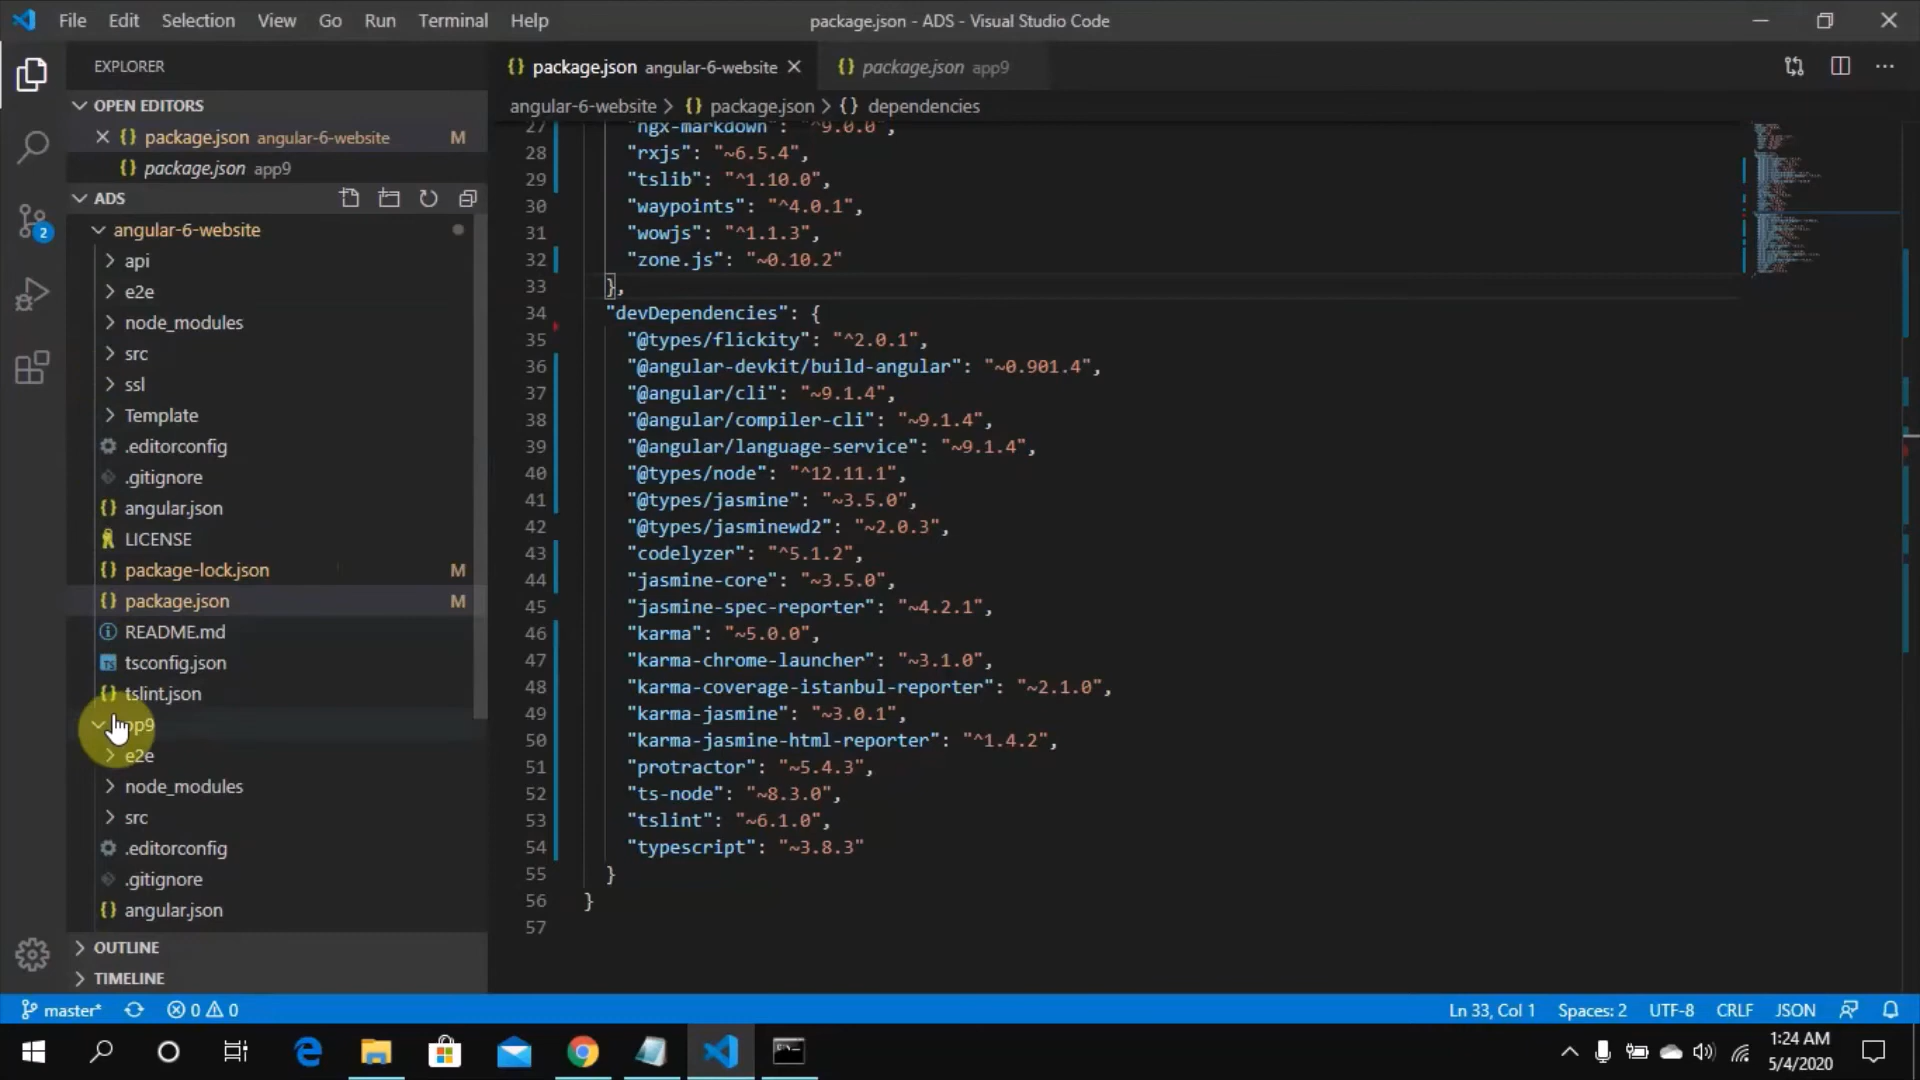 File Edit Selection View Go Run Terminal Help
package.json - ADS - Visual Studio Code
EXPLORER
OPEN EDITORS
{} package.json angular-6-website M
{} package.json app9
ADS
angular-6-website
api
e2e
node_modules
src
ssl
Template
.editorconfig
.gitignore
{} angular.json
LICENSE
{} package-lock.json M
{} package.json M
README.md
TS tsconfig.json
{} tslint.json
e2e
node_modules
src
.editorconfig
.gitignore
{} angular.json
OUTLINE
TIMELINE
2
{} package.json angular-6-website
{} package.json app9
angular-6-website > {} package.json > {} dependencies
27 "ngx-markdown": "^9.0.0",
28 "rxjs": "~6.5.4",
29 "tslib": "^1.10.0",
30 "waypoints": "^4.0.1",
31 "wowjs": "^1.1.3",
32 "zone.js": "~0.10.2"
33 },
34 "devDependencies": {
35 "@types/flickity": "^2.0.1",
36 "@angular-devkit/build-angular": "~0.901.4",
37 "@angular/cli": "~9.1.4",
38 "@angular/compiler-cli": "~9.1.4",
39 "@angular/language-service": "~9.1.4",
40 "@types/node": "^12.11.1",
41 "@types/jasmine": "~3.5.0",
42 "@types/jasminewd2": "~2.0.3",
43 "codelyzer": "^5.1.2",
44 "jasmine-core": "~3.5.0",
45 "jasmine-spec-reporter": "~4.2.1",
46 "karma": "~5.0.0",
47 "karma-chrome-launcher": "~3.1.0",
48 "karma-coverage-istanbul-reporter": "~2.1.0",
49 "karma-jasmine": "~3.0.1",
50 "karma-jasmine-html-reporter": "^1.4.2",
51 "protractor": "~5.4.3",
52 "ts-node": "~8.3.0",
53 "tslint": "~6.1.0",
54 "typescript": "~3.8.3"
55 }
56 }
57
master* 0 0
Ln 33, Col 1 Spaces: 2 UTF-8 CRLF JSON
1:24 AM
5/4/2020